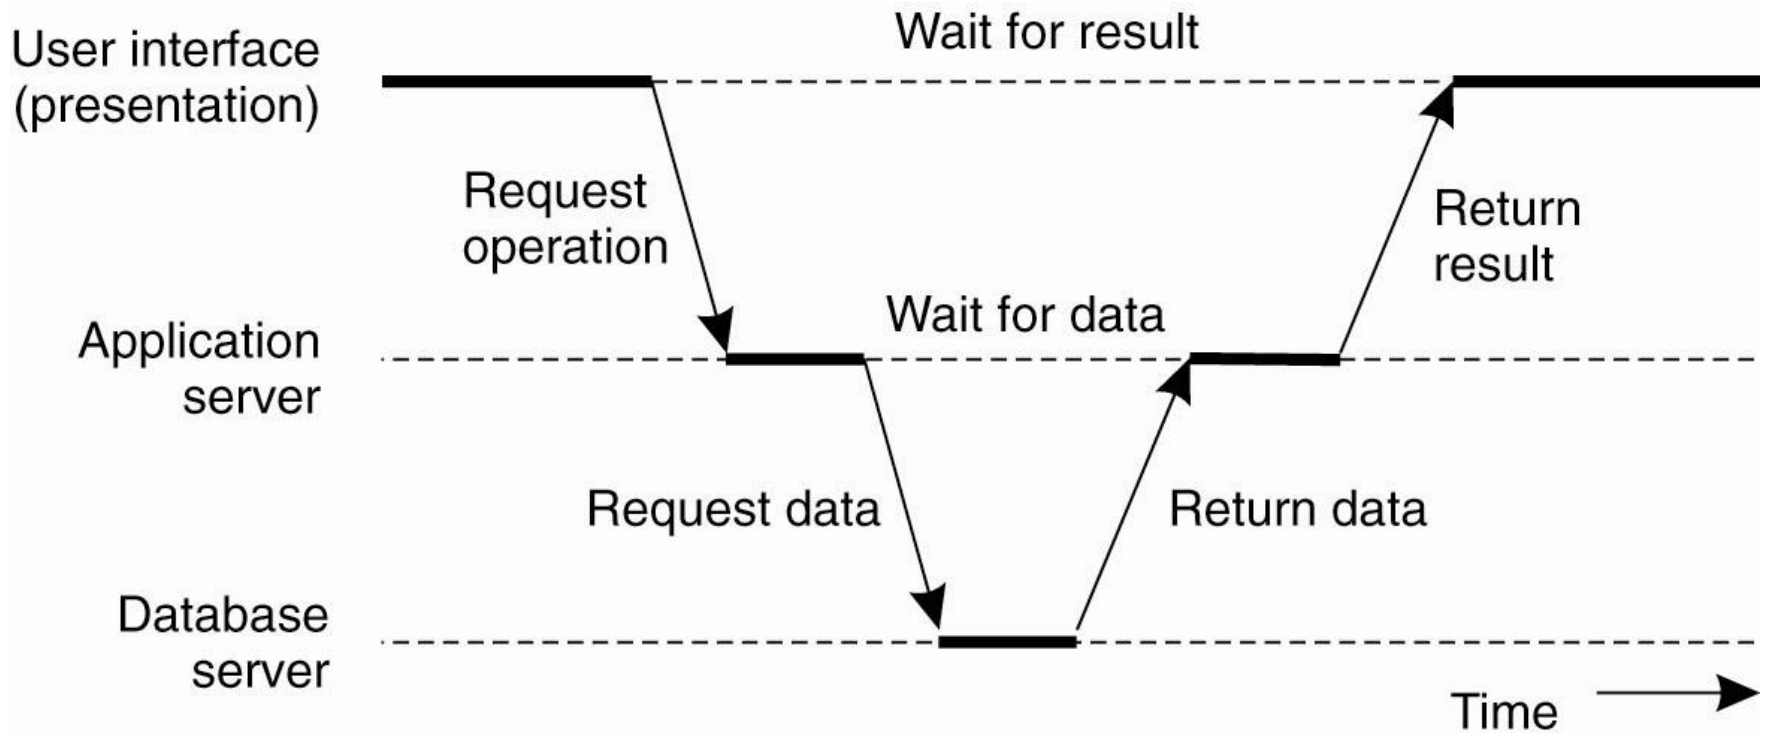 Wait for result
User interface
(presentation)
Request
operation
Return
result
Wait for data
Application
server
Request data
Return data
Database
server
Time